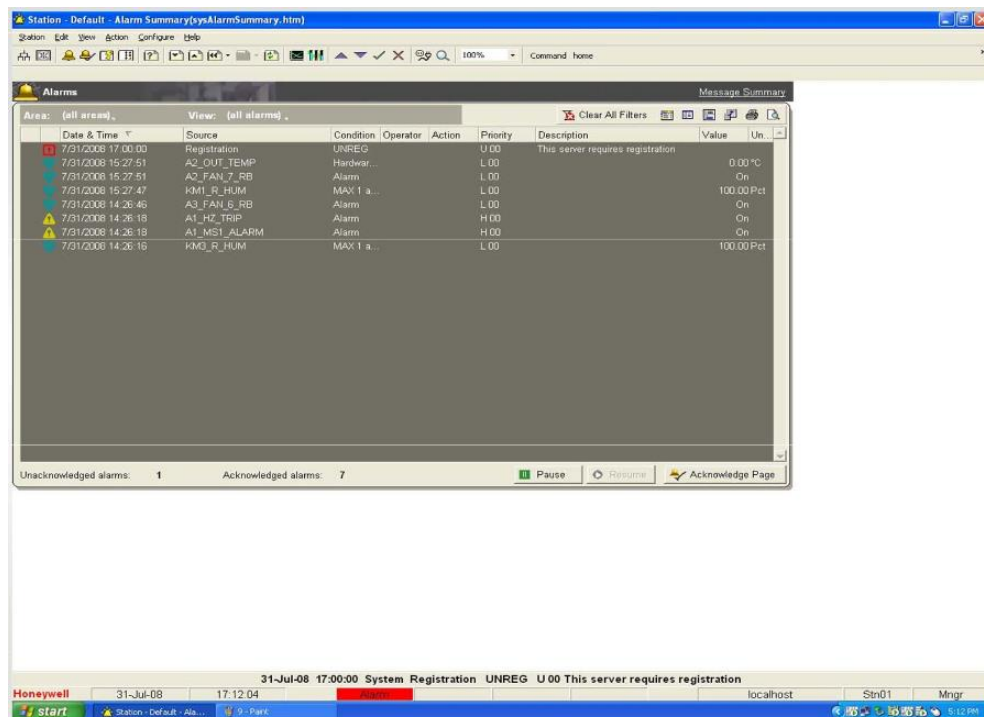 Station - Default - Alarm Summary(sysAlarmSummary.htm)
Station Edit View Action Configure Help
100% Command home
Alarms Message Summary
Area: (all areas) View: (all alarms) Clear All Filters
Date & Time Source Condition Operator Action Priority Description Value Un...
7/31/2008 17:00:00 Registration UNREG U 00 This server requires registration
7/31/2008 15:27:51 A2_OUT_TEMP Hardwar... L 00 0.00 °C
7/31/2008 15:27:51 A2_FAN_7_RB Alarm L 00 On
7/31/2008 15:27:47 KM1_R_HUM MAX 1 a... L 00 100.00 Pct
7/31/2008 14:26:46 A3_FAN_6_RB Alarm L 00 On
7/31/2008 14:26:18 A1_HZ_TRIP Alarm H 00 On
7/31/2008 14:26:18 A1_MS1_ALARM Alarm H 00 On
7/31/2008 14:26:16 KM3_R_HUM MAX 1 a... L 00 100.00 Pct
Unacknowledged alarms: 1 Acknowledged alarms: 7 Pause Resume Acknowledge Page
31-Jul-08 17:00:00 System Registration UNREG U 00 This server requires registration
Honeywell 31-Jul-08 17:12:04 Alarm localhost Stn01 Mngr
start Station - Default - Ala... 9 - Paint 5:12 PM